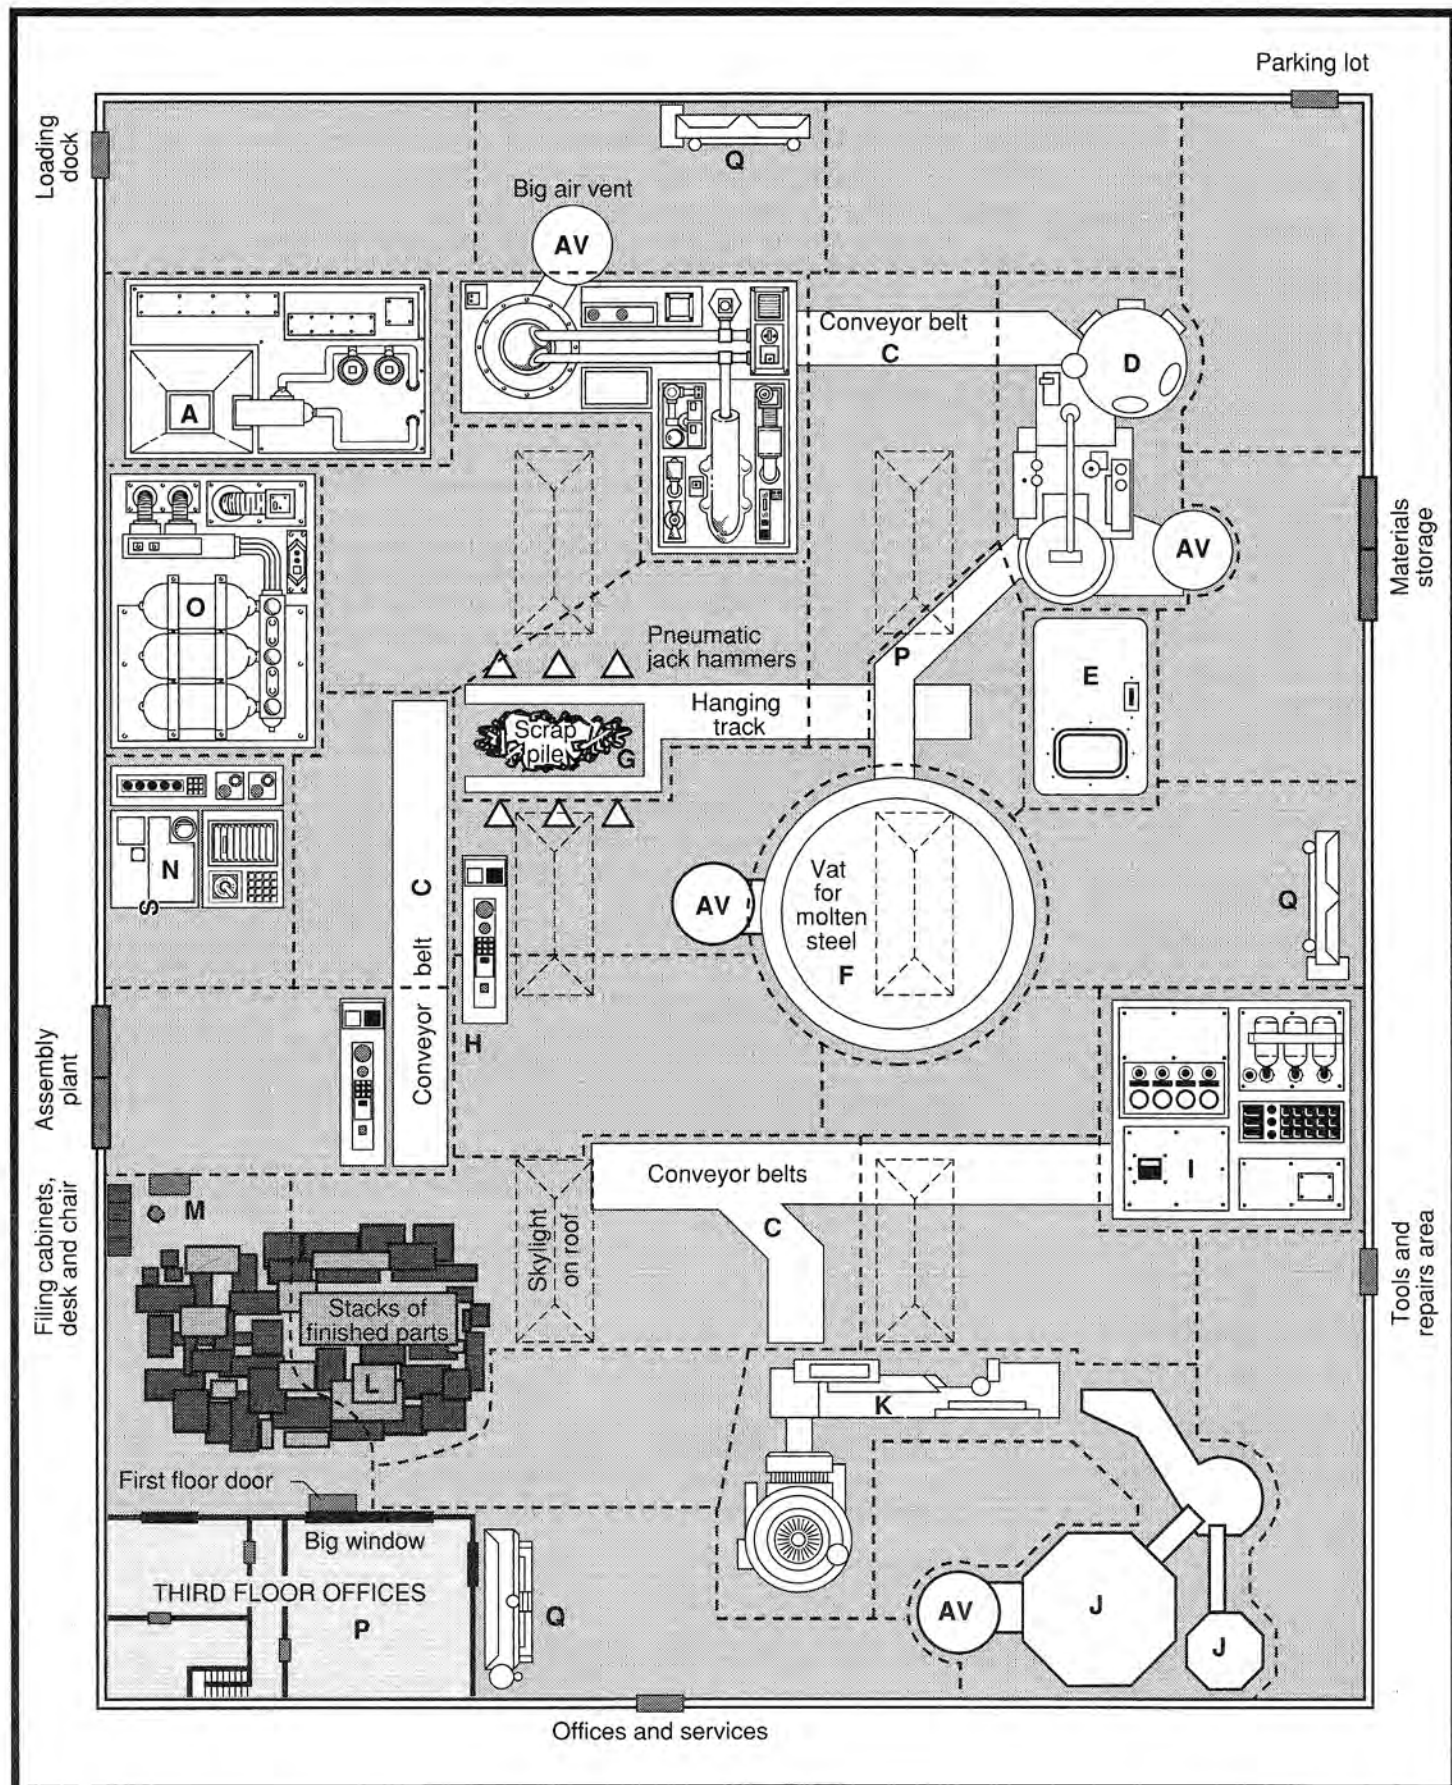 Parking lot
Loading
dock
Q
Big air vent
AV
Conveyor belt
C
D
A
AV
Materials
storage
O
Pneumatic
jack hammers
P
E
Hanging
track
Scrap
pile
G
N
S
C
Conveyor belt
H
AV
Vat
for
molten
steel
F
Q
Assembly
plant
I
Conveyor belts
C
Filing cabinets,
desk and chair
M
Skylight
on roof
Stacks of
finished parts
L
Tools and
repairs area
K
First floor door
Big window
THIRD FLOOR OFFICES
P
Q
AV
J
J
Offices and services